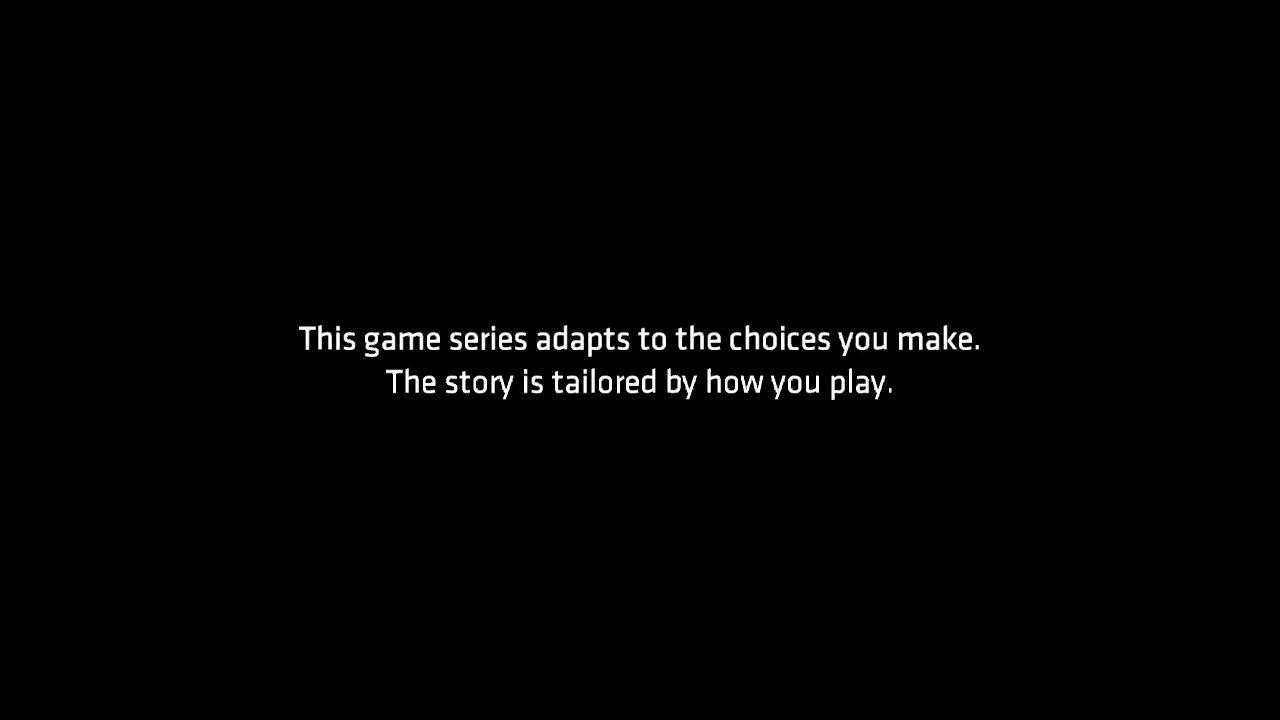 This game series adapts to the choices you make.
The story is tailored by how you play.